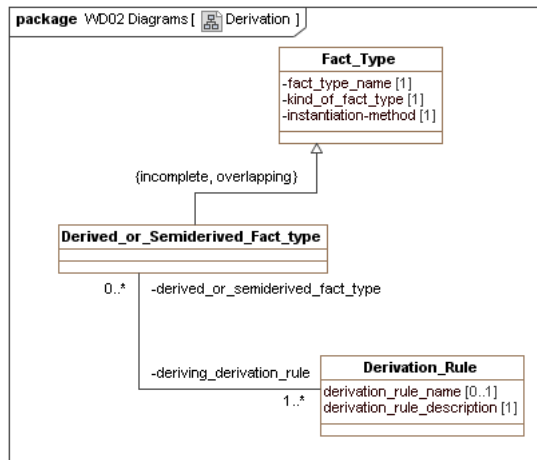 package WD02 Diagrams [ Derivation ]
Fact_Type
-fact_type_name [1]
-kind_of_fact_type [1]
-instantiation-method [1]
{incomplete, overlapping}
Derived_or_Semiderived_Fact_type
0..* -derived_or_semiderived_fact_type
-deriving_derivation_rule
1..*
Derivation_Rule
derivation_rule_name [0..1]
derivation_rule_description [1]